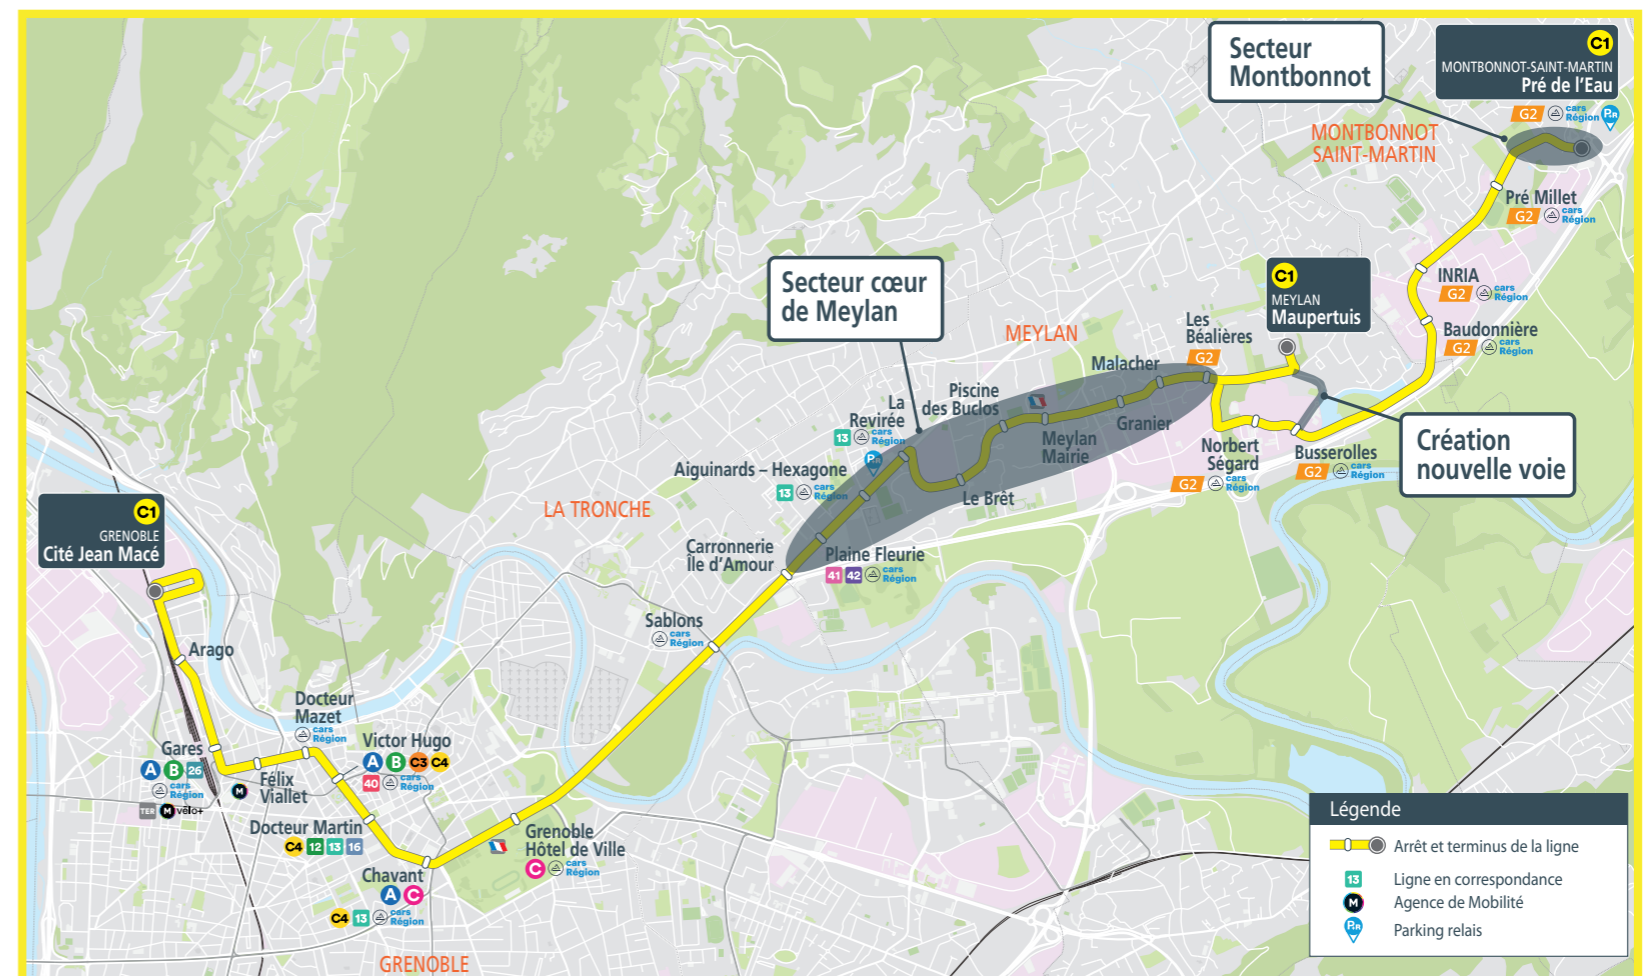 Secteur
Montbonnot
C1
MONTBONNOT-SAINT-MARTIN
Pré de l'Eau
G2 cars Région P+R
MONTBONNOT
SAINT-MARTIN
Pré Millet
G2 cars Région
INRIA
G2 cars Région
Baudonnière
G2 cars Région
C1
MEYLAN
Maupertuis
Secteur cœur
de Meylan
MEYLAN
Les
Béalières
G2
Malacher
Piscine
des Buclos
La
Revirée
13 cars Région
P+R
Granier
Meylan
Mairie
Le Brêt
Norbert
Ségard
G2 cars Région
Busserolles
G2 cars Région
Création
nouvelle voie
Aiguinards – Hexagone
13 cars Région
LA TRONCHE
Carronnerie
Île d'Amour
Plaine Fleurie
41 42 cars Région
C1
GRENOBLE
Cité Jean Macé
Sablons
cars Région
Arago
Docteur
Mazet
cars Région
Gares
A B 26
cars Région
TER M vélo+
Félix
Viallet
M
Victor Hugo
A B C3 C4
40 cars Région
Docteur Martin
C4 12 13 16
Chavant
A C
C4 13 cars Région
Grenoble
Hôtel de Ville
C cars Région
GRENOBLE
Légende
Arrêt et terminus de la ligne
13 Ligne en correspondance
M Agence de Mobilité
P+R Parking relais